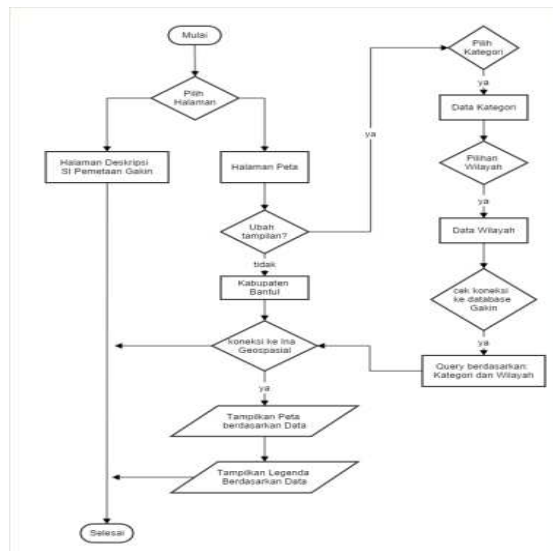 Mulai
Pilih
Halaman
Halaman Deskripsi
SI Pemetaan Gakin
Halaman Peta
Ubah
tampilan?
ya
tidak
Kabupaten
Bantul
koneksi ke Ina
Geospasial
ya
Tampilkan Peta
berdasarkan Data
Tampilkan Legenda
Berdasarkan Data
Selesai
Pilih
Kategori
ya
Data Kategori
Pilihan
Wilayah
ya
Data Wilayah
cek koneksi
ke database
Gakin
ya
Query berdasarkan:
Kategori dan Wilayah